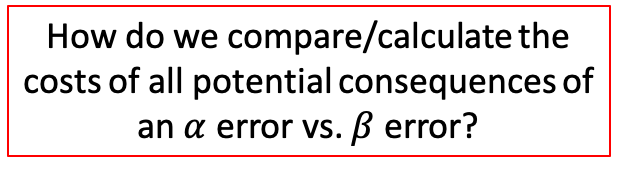 How do we compare/calculate the
costs of all potential consequences of
an α error vs. β error?